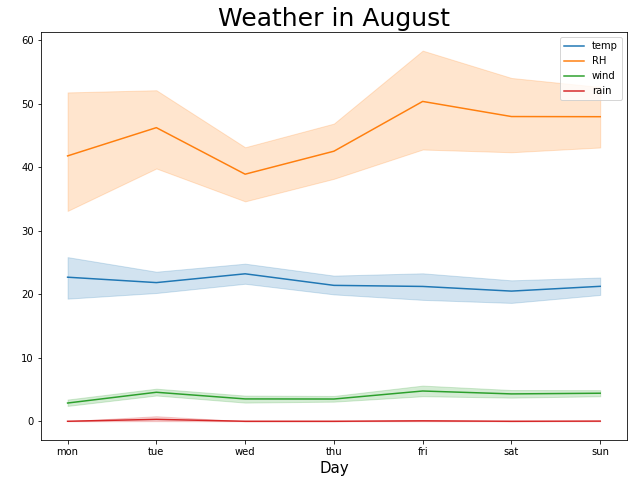 Weather in August
temp
RH
wind
rain
60
50
40
30
20
10
0
mon tue wed thu fri sat sun
Day